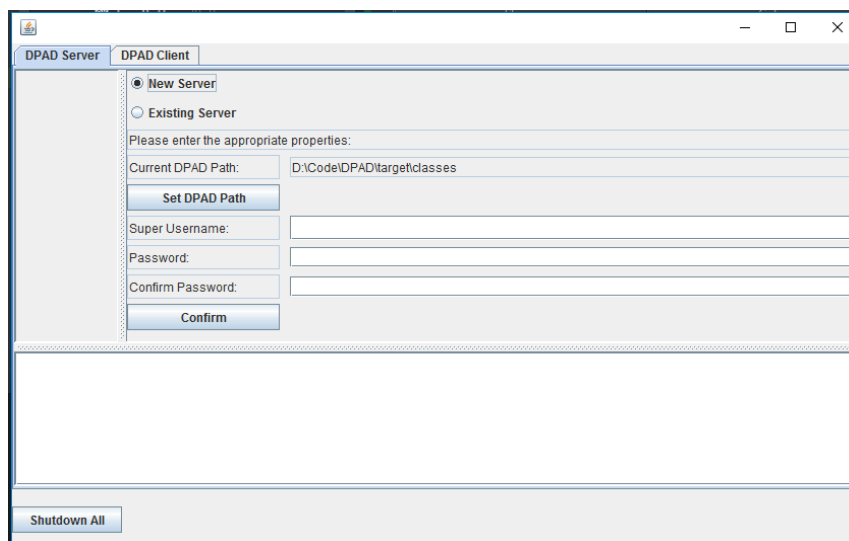 DPAD Server DPAD Client
New Server
Existing Server
Please enter the appropriate properties:
Current DPAD Path: D:\Code\DPAD\target\classes
Set DPAD Path
Super Username:
Password:
Confirm Password:
Confirm
Shutdown All